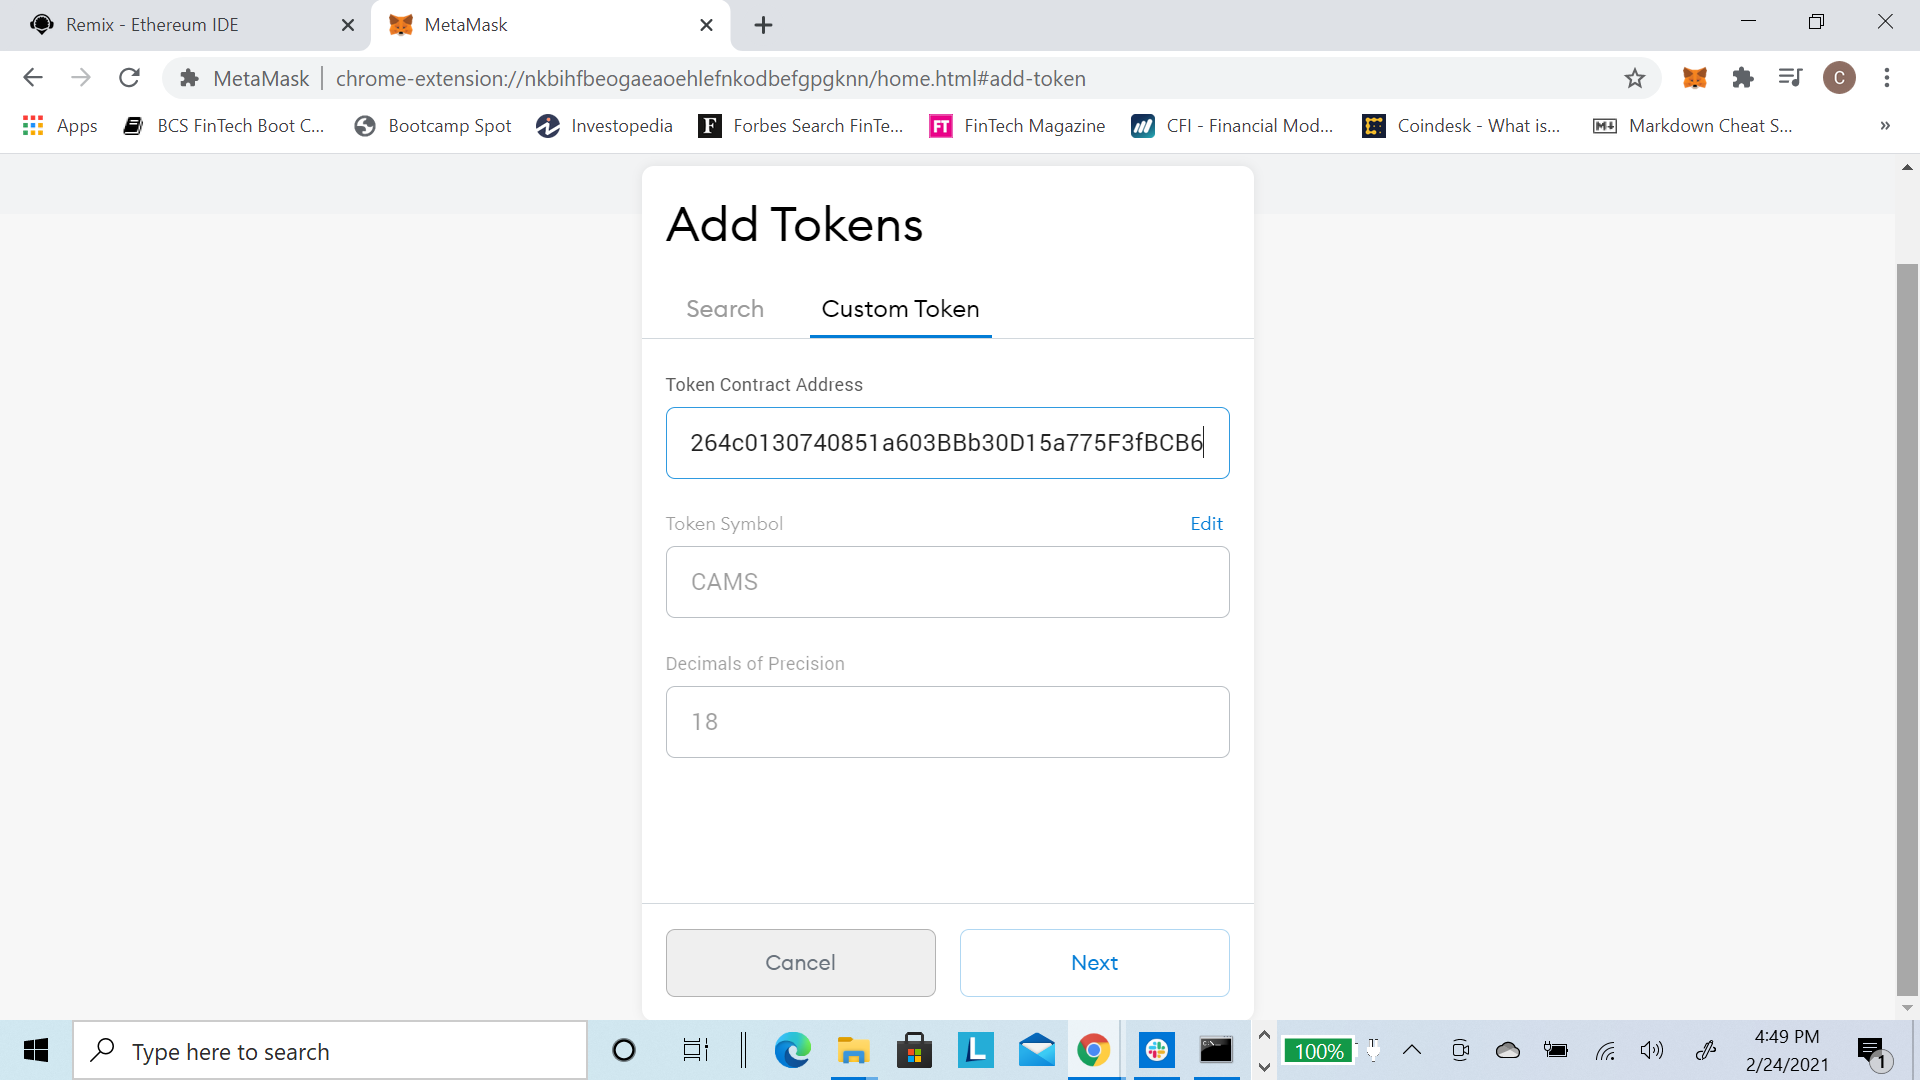 Remix - Ethereum IDE
MetaMask
MetaMask
chrome-extension://nkbihfbeogaeaoehlefnkodbefgpgknn/home.html#add-token
C
Apps
BCS FinTech Boot C...
Bootcamp Spot
Investopedia
F
Forbes Search FinTe...
FT
FinTech Magazine
CFI - Financial Mod...
Coindesk - What is...
M
Markdown Cheat S...
»
Add Tokens
Search
Custom Token
Token Contract Address
264c0130740851a603BBb30D15a775F3fBCB6
Token Symbol
Edit
CAMS
Decimals of Precision
18
Cancel
Next
Type here to search
L
100%
4:49 PM
2/24/2021
1